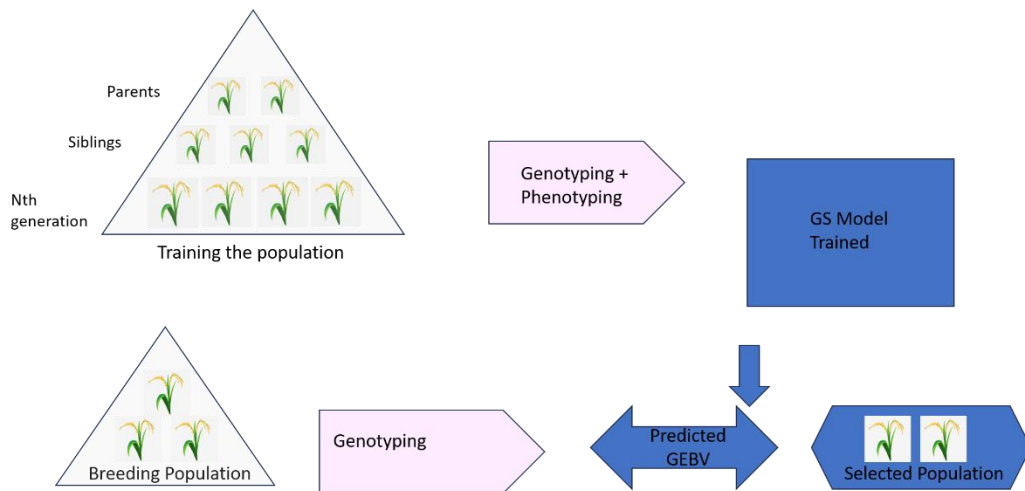 Parents
Siblings
Nth
generation
Training the population
Genotyping +
Phenotyping
GS Model
Trained
Breeding Population
Genotyping
Predicted
GEBV
Selected Population